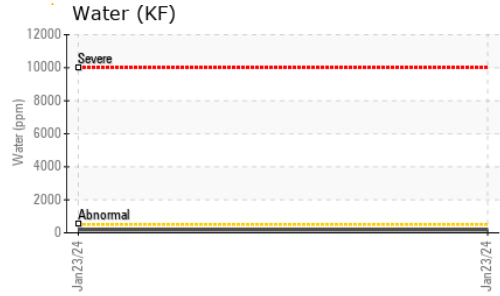 Water (KF)
12000
10000
8000
6000
4000
2000
0
Water (ppm)
Severe
Abnormal
Jan23/24
Jan23/24